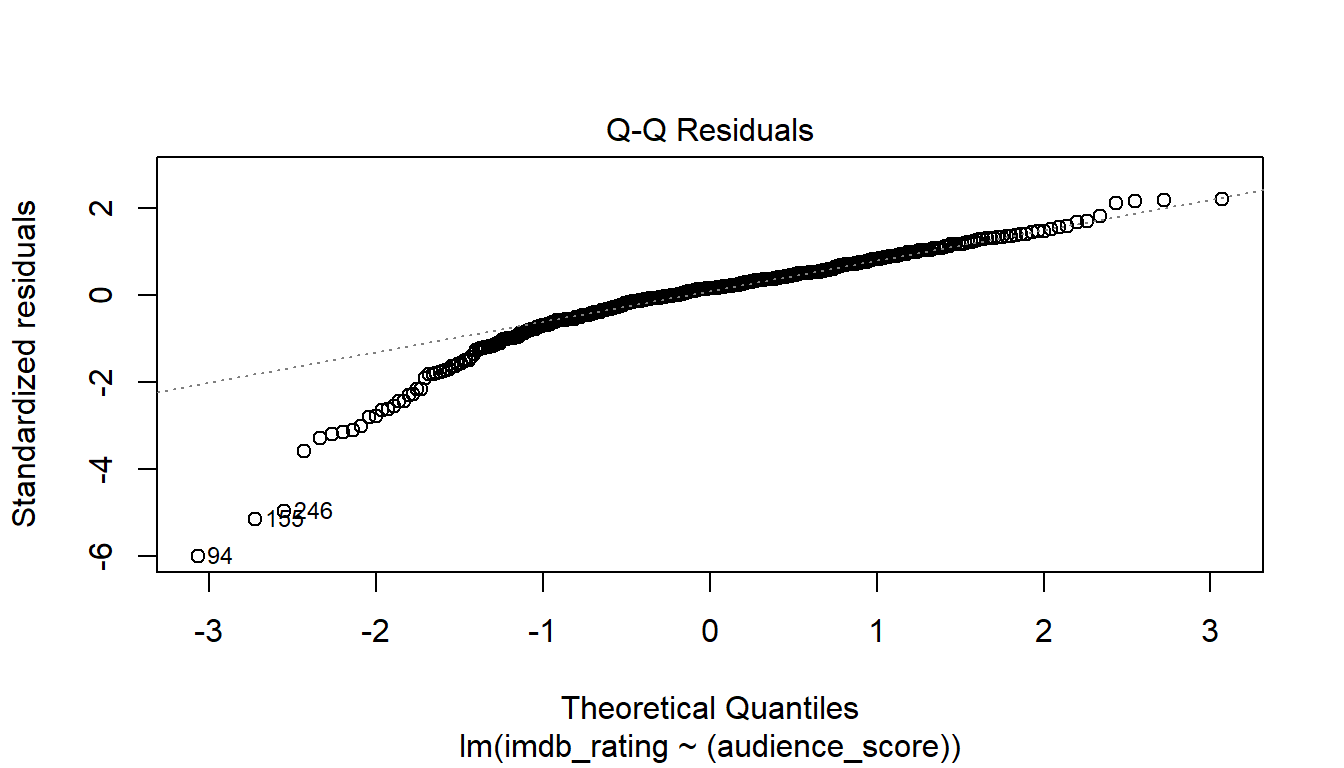 Q-Q Residuals
Standardized residuals
2
0
-2
-4
-6
246
155
94
-3 -2 -1 0 1 2 3
Theoretical Quantiles
lm(imdb_rating ~ (audience_score))